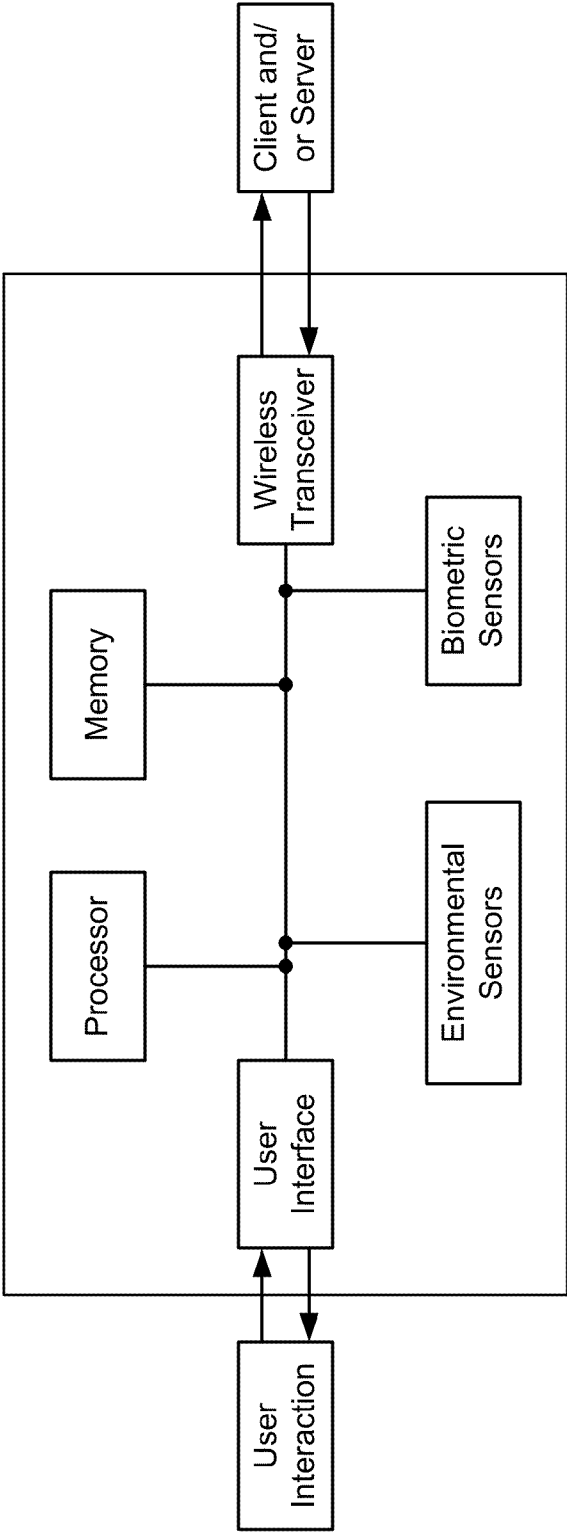 Processor
Memory
User
Interaction
User
Interface
Wireless
Transceiver
Client and/
or Server
Environmental
Sensors
Biometric
Sensors